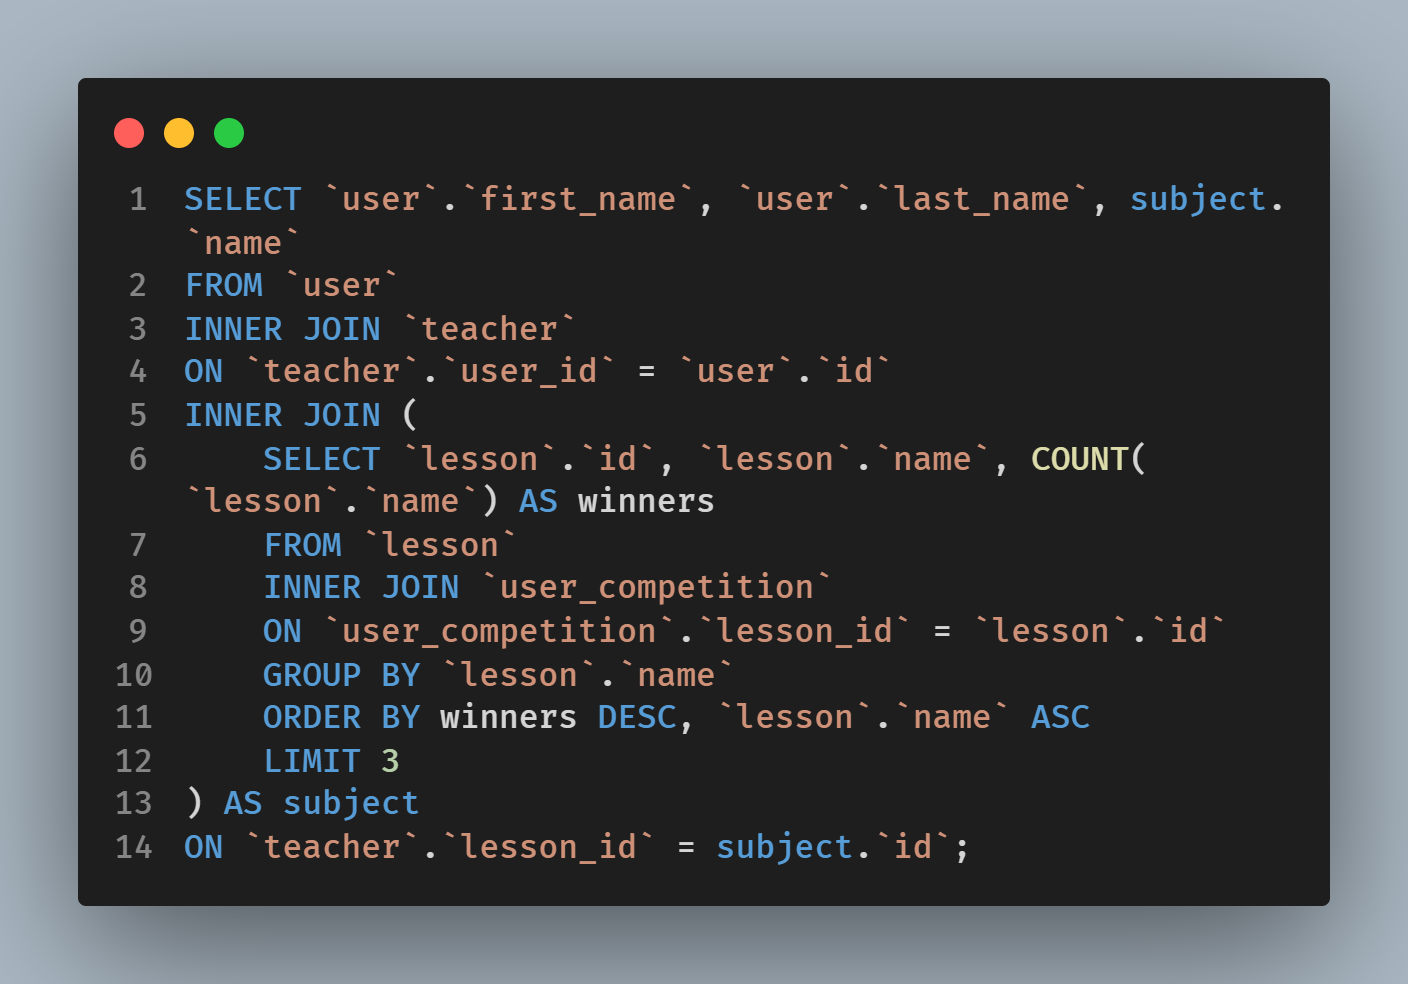 1 SELECT `user`.`first_name`, `user`.`last_name`, subject.
`name`
2 FROM `user`
3 INNER JOIN `teacher`
4 ON `teacher`.`user_id` = `user`.`id`
5 INNER JOIN (
6     SELECT `lesson`.`id`, `lesson`.`name`, COUNT(
`lesson`.`name`) AS winners
7     FROM `lesson`
8     INNER JOIN `user_competition`
9     ON `user_competition`.`lesson_id` = `lesson`.`id`
10     GROUP BY `lesson`.`name`
11     ORDER BY winners DESC, `lesson`.`name` ASC
12     LIMIT 3
13 ) AS subject
14 ON `teacher`.`lesson_id` = subject.`id`;